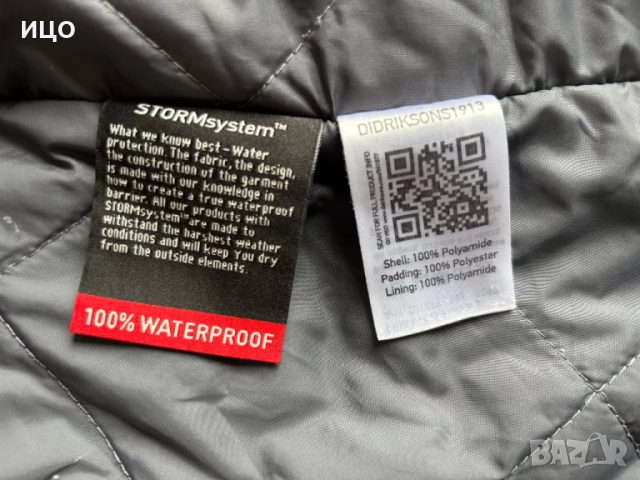 ИЦО
STORMsystem™
What we know best-Water
protection. The fabric, the design,
the construction of the garment
is made with our knowledge in
how to create a true waterproof
barrier. All our products with
STORMsystem™ are made to
withstand the harshest weather
conditions and will keep You dry
from the outside elements.
100% WATERPROOF
DIDRIKSONS1913
SCAN FOR FULL PRODUCT INFO
Shell: 100% Polyamide
Padding: 100% Polyester
Lining: 100% Polyamide
BAZAR